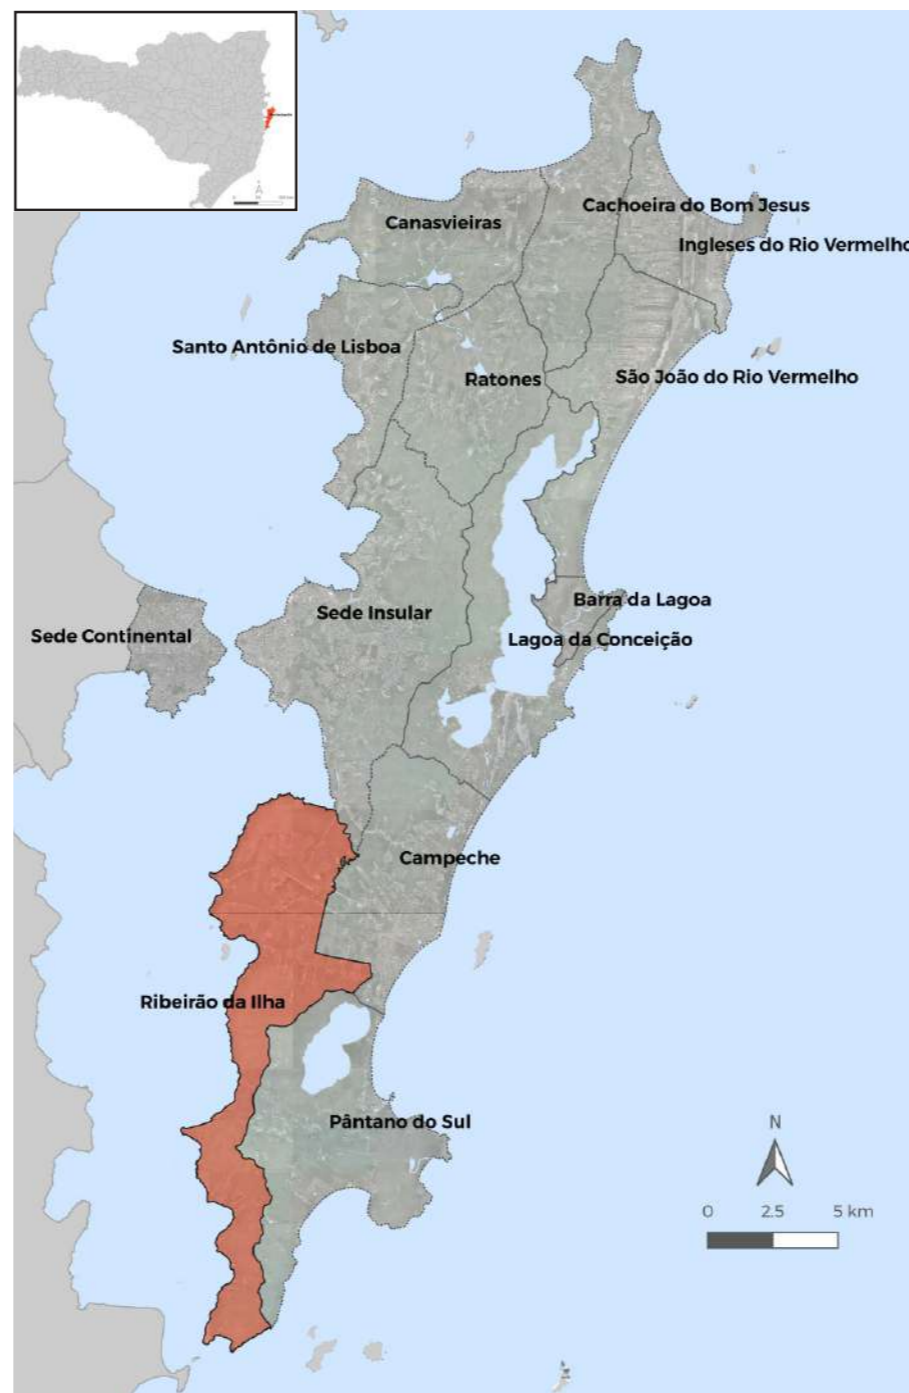 Cachoeira do Bom Jesus
Canasvieiras
Ingleses do Rio Vermelho
Santo Antônio de Lisboa
Ratones
São João do Rio Vermelho
Barra da Lagoa
Sede Insular
Sede Continental
Lagoa da Conceição
Campeche
Ribeirão da Ilha
Pântano do Sul
N
0 2.5 5 km